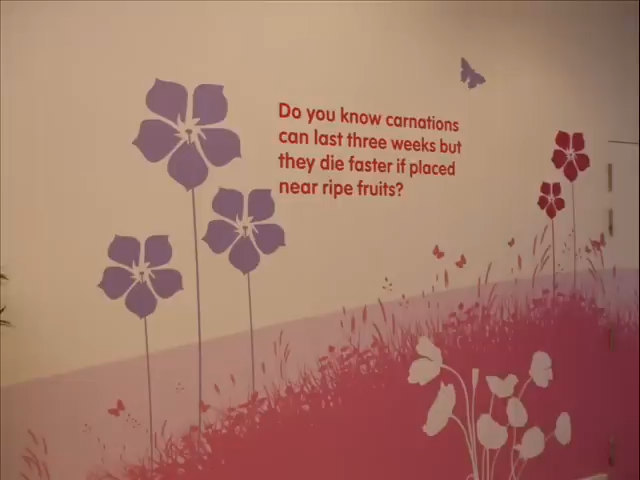 Do you know carnations
can last three weeks but
they die faster if placed
near ripe fruits?